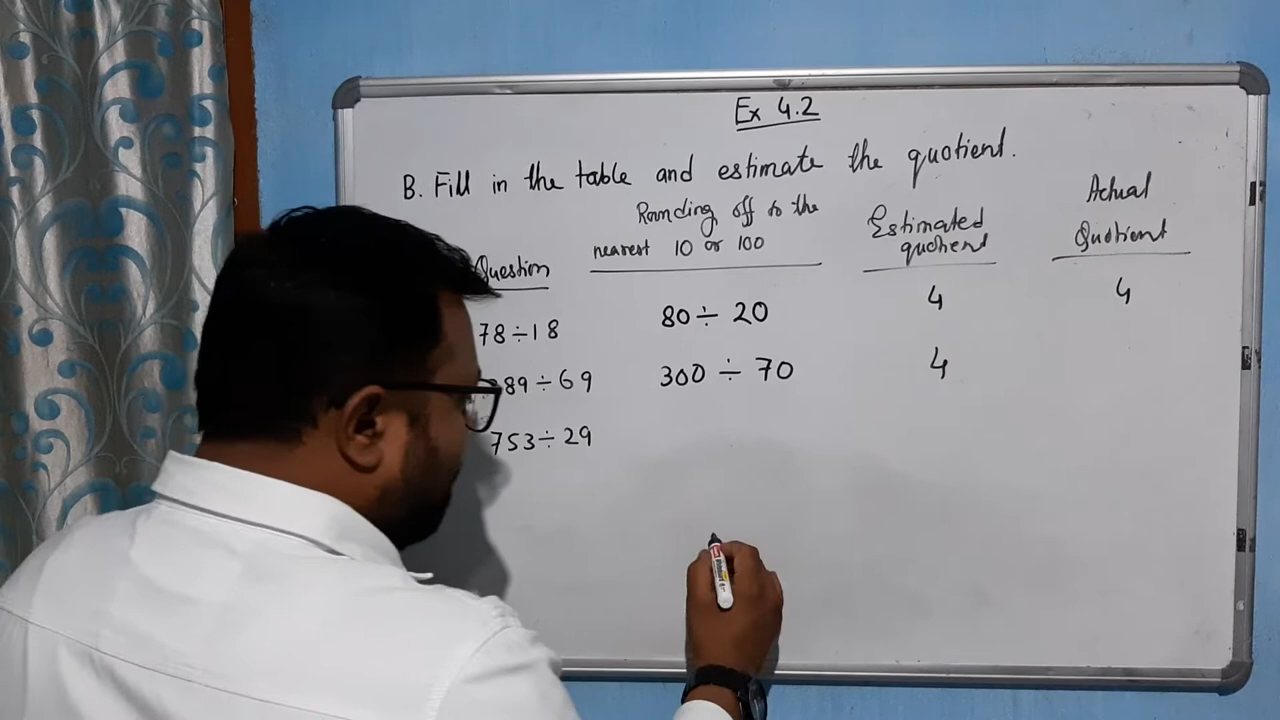 Ex 4.2
B. Fill in the table and estimate the quotient.
Question
Rounding off to the
nearest 10 or 100
Estimated
quotient
Actual
Quotient
78÷18
80÷20
4
4
89÷69
300÷70
4
753÷29